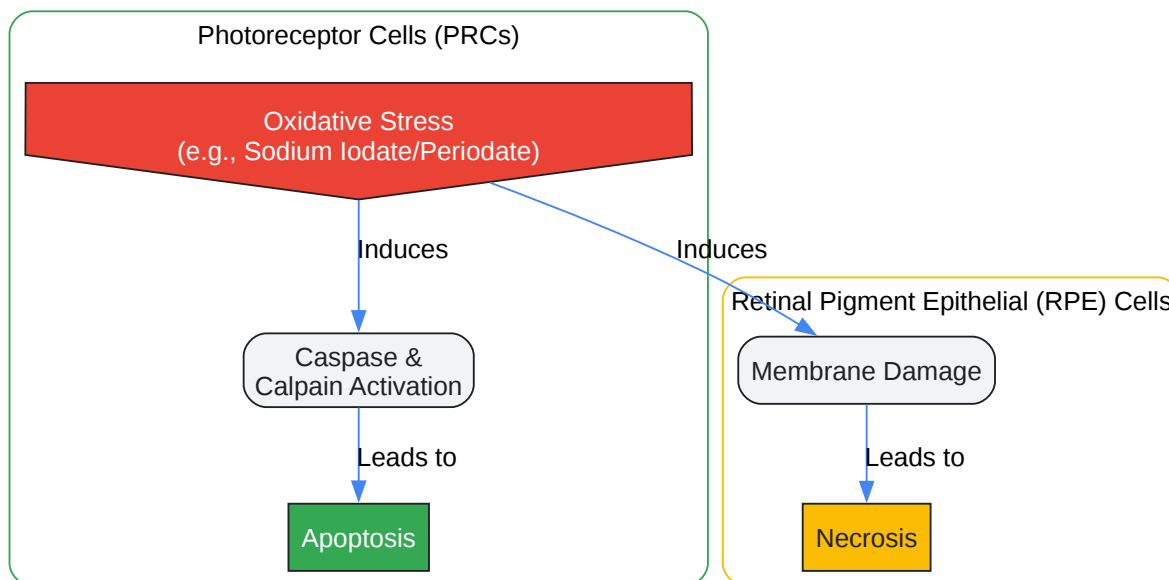 Photoreceptor Cells (PRCs)
Oxidative Stress
(e.g., Sodium Iodate/Periodate)
Induces
Induces
Retinal Pigment Epithelial (RPE) Cells
Caspase &
Calpain Activation
Membrane Damage
Leads to
Leads to
Apoptosis
Necrosis